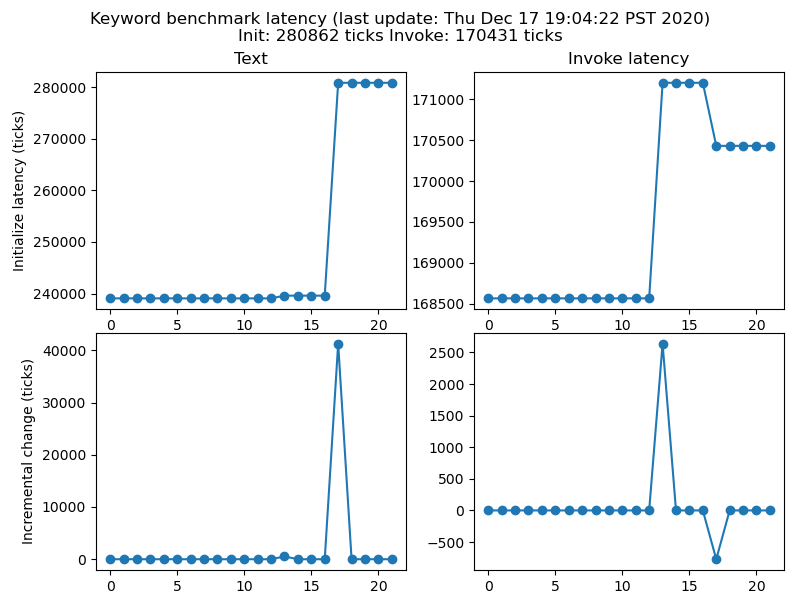 Keyword benchmark latency (last update: Thu Dec 17 19:04:22 PST 2020)
Init: 280862 ticks Invoke: 170431 ticks
Text
Invoke latency
Initialize latency (ticks)
280000
270000
260000
250000
240000
0 5 10 15 20
171000
170500
170000
169500
169000
168500
0 5 10 15 20
Incremental change (ticks)
40000
30000
20000
10000
0
0 5 10 15 20
2500
2000
1500
1000
500
0
−500
0 5 10 15 20